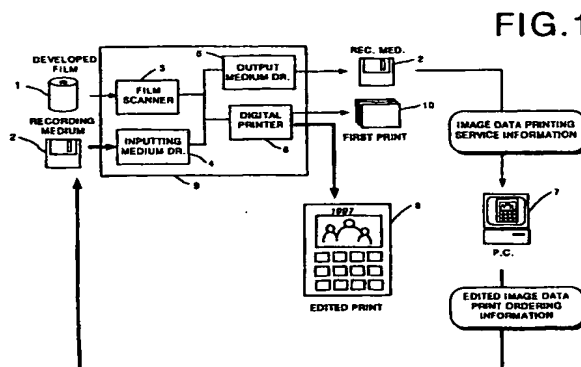 FIG.1
DEVELOPED
FILM
1
RECORDING
MEDIUM
2
3
FILM
SCANNER
INPUTTING
MEDIUM DR.
4
5
OUTPUT
MEDIUM DR.
DIGITAL
PRINTER
6
9
REC. MED.
2
10
FIRST PRINT
1997
8
EDITED PRINT
IMAGE DATA PRINTING
SERVICE INFORMATION
7
P.C.
EDITED IMAGE DATA
PRINT ORDERING
INFORMATION